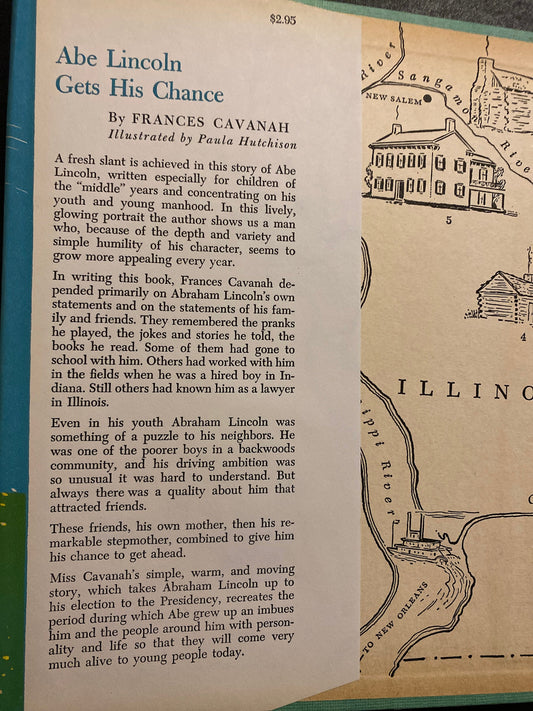 $2.95
Abe Lincoln
Gets His Chance
By FRANCES CAVANAH
Illustrated by Paula Hutchison
A fresh slant is achieved in this story of Abe
Lincoln, written especially for children of
the “middle” years and concentrating on his
youth and young manhood. In this lively,
glowing portrait the author shows us a man
who, because of the depth and variety and
simple humility of his character, seems to
grow more appealing every year.
In writing this book, Frances Cavanah de-
pended primarily on Abraham Lincoln’s own
statements and on the statements of his fam-
ily and friends. They remembered the pranks
he played, the jokes and stories he told, the
books he read. Some of them had gone to
school with him. Others had worked with him
in the fields when he was a hired boy in In-
diana. Still others had known him as a lawyer
in Illinois.
Even in his youth Abraham Lincoln was
something of a puzzle to his neighbors. He
was one of the poorer boys in a backwoods
community, and his driving ambition was
so unusual it was hard to understand. But
always there was a quality about him that
attracted friends.
These friends, his own mother, then his re-
markable stepmother, combined to give him
his chance to get ahead.
Miss Cavanah’s simple, warm, and moving
story, which takes Abraham Lincoln up to
his election to the Presidency, recreates the
period during which Abe grew up an imbues
him and the people around him with person-
ality and life so that they will come very
much alive to young people today.
River
Sangamo
River
NEW SALEM
5
4
ILLINO
ippi River
TO NEW ORLEANS